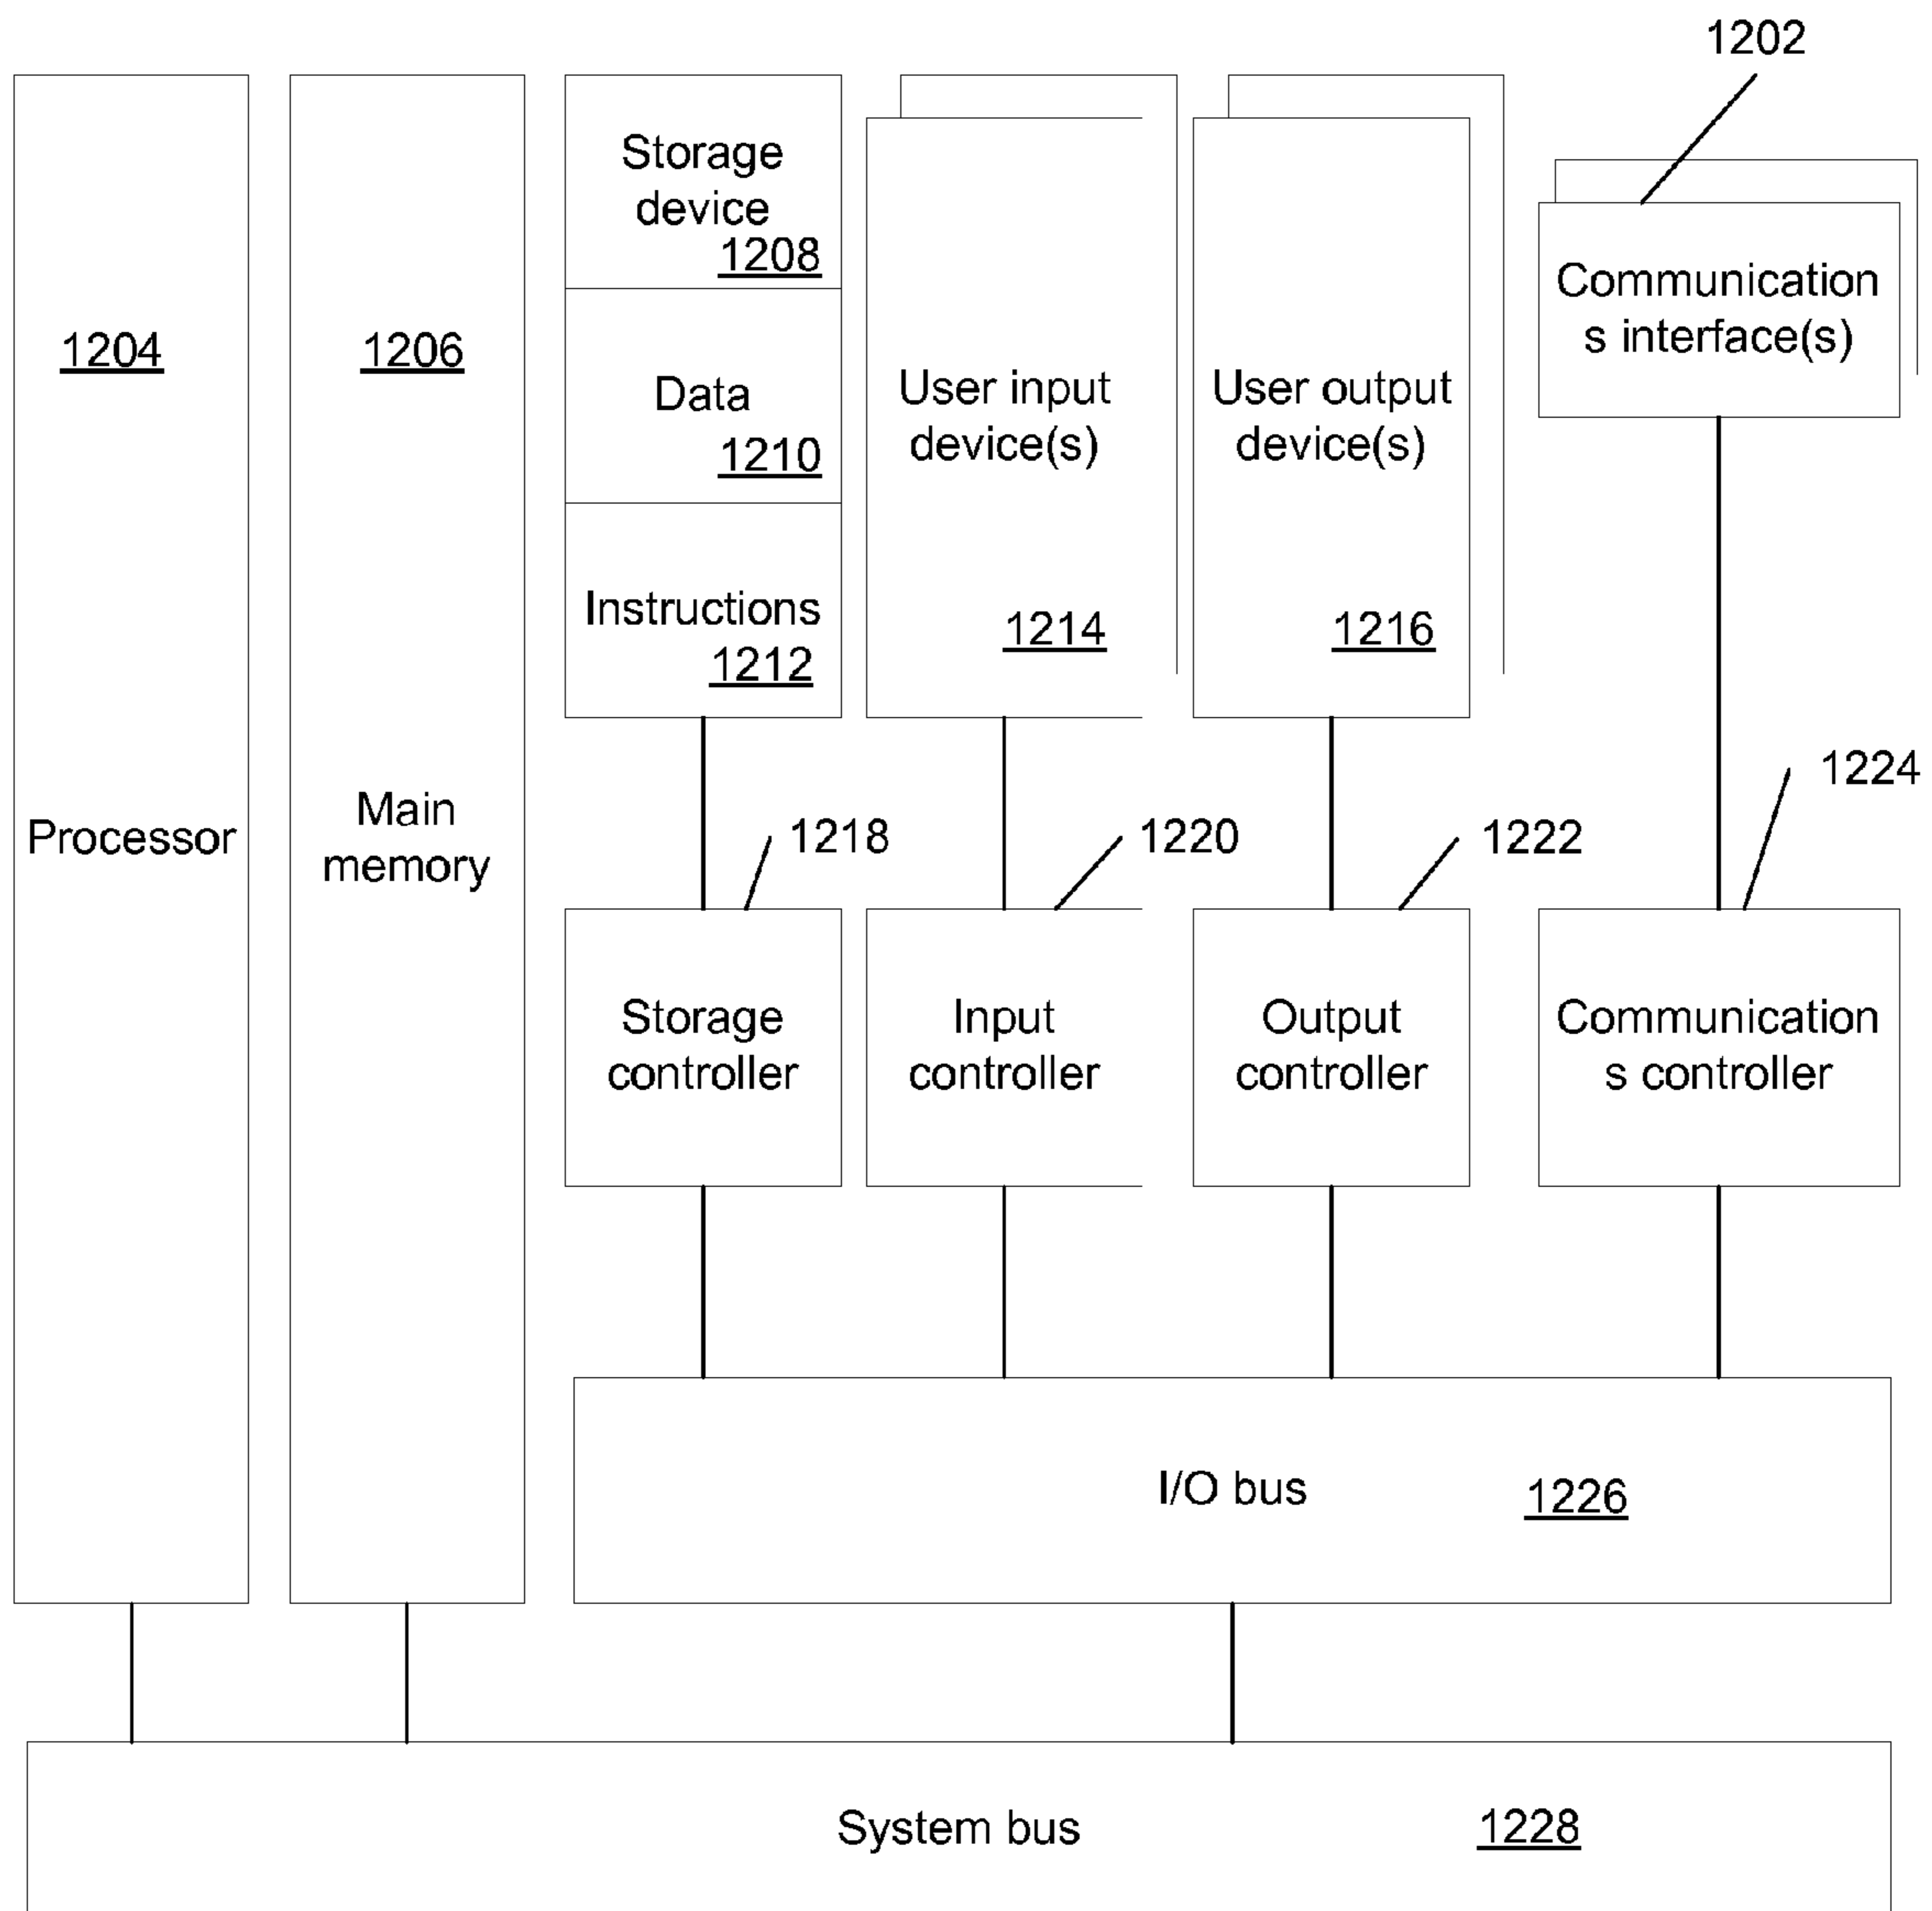 1202
Storage
device
1208
Communication
s interface(s)
1204
1206
Data
1210
User input
device(s)
User output
device(s)
Instructions
1212
1214
1216
1224
Processor
Main
memory
1218
1220
1222
Storage
controller
Input
controller
Output
controller
Communication
s controller
I/O bus
1226
System bus
1228